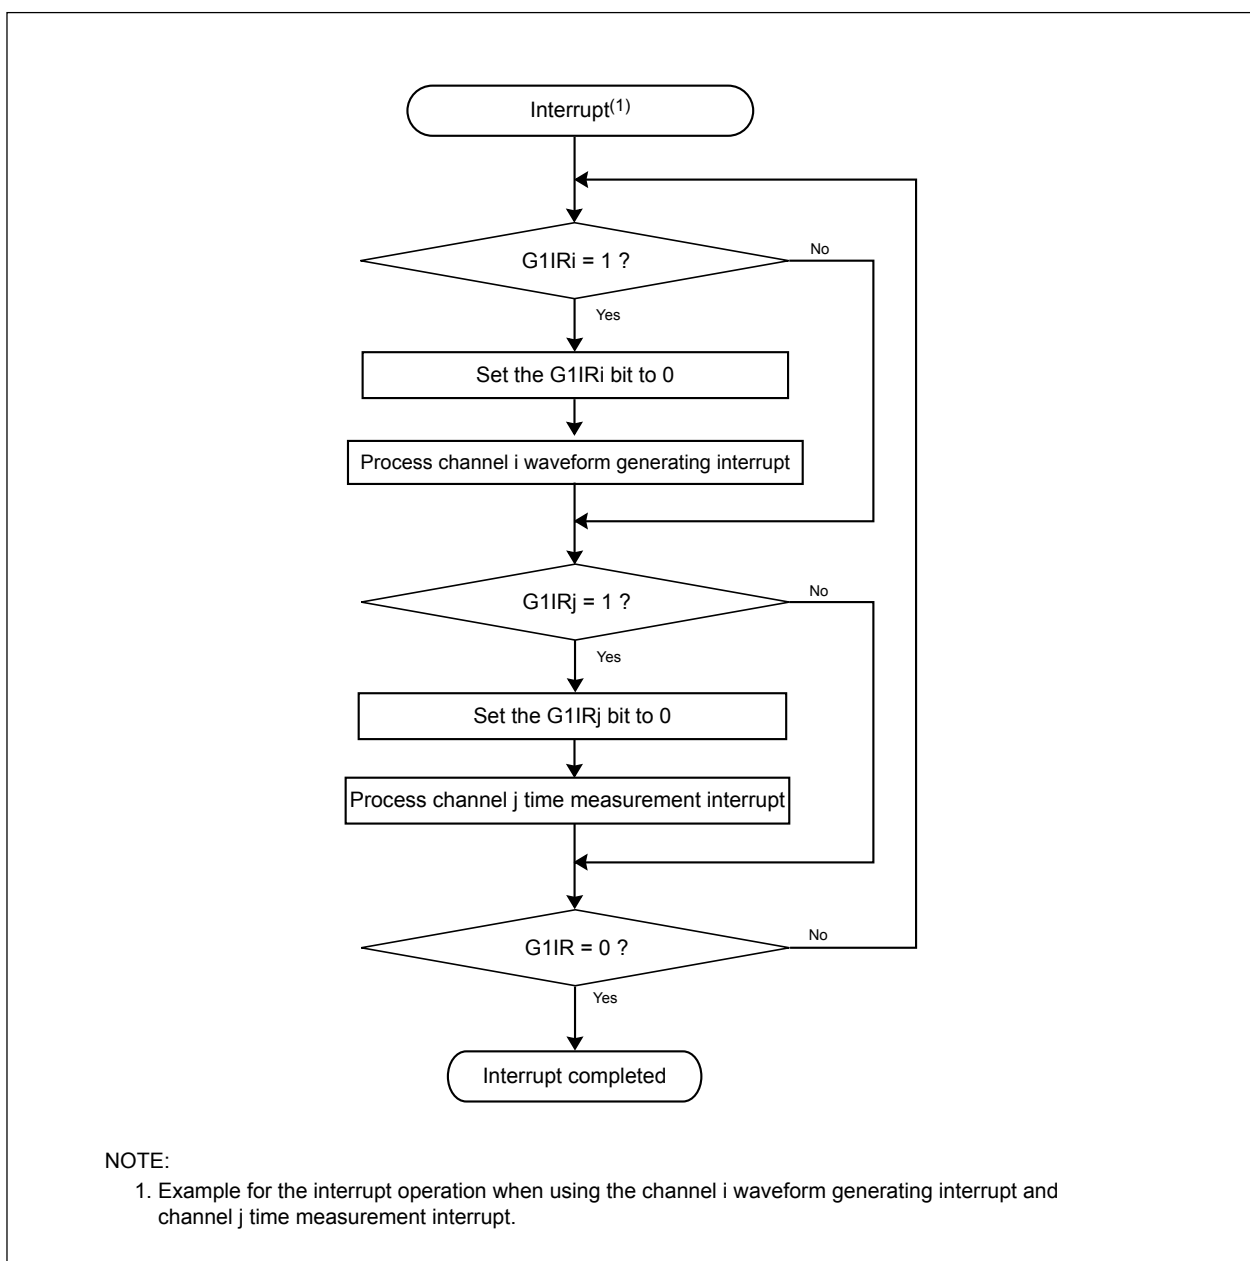 Interrupt(1)
G1IRi = 1 ?
No
Yes
Set the G1IRi bit to 0
Process channel i waveform generating interrupt
G1IRj = 1 ?
No
Yes
Set the G1IRj bit to 0
Process channel j time measurement interrupt
G1IR = 0 ?
No
Yes
Interrupt completed
NOTE:
1. Example for the interrupt operation when using the channel i waveform generating interrupt and
channel j time measurement interrupt.